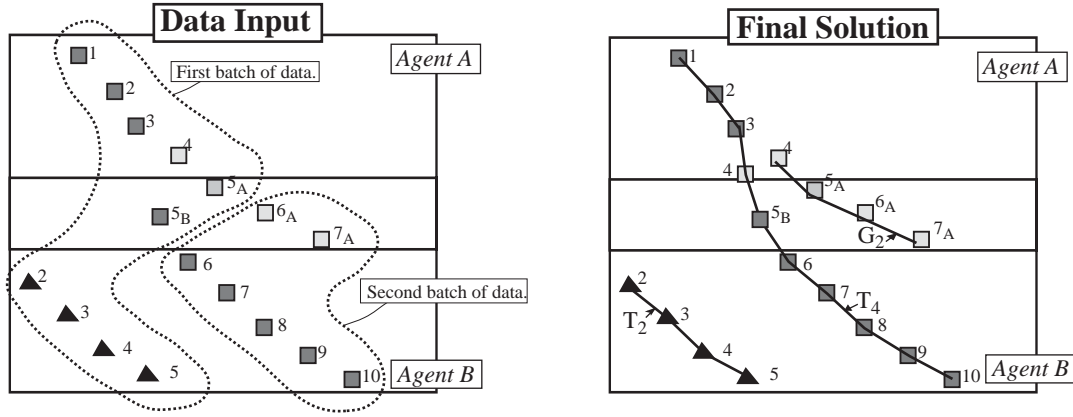 Data Input
Agent A
1
First batch of data.
2
3
4
5A
5B
6A
7A
6
2
7
Second batch of data.
3
8
4
9
5
10
Agent B
Final Solution
Agent A
1
2
3
4
4
5A
5B
6A
G2
7A
6
2
7
T4
T2
3
8
4
9
5
10
Agent B